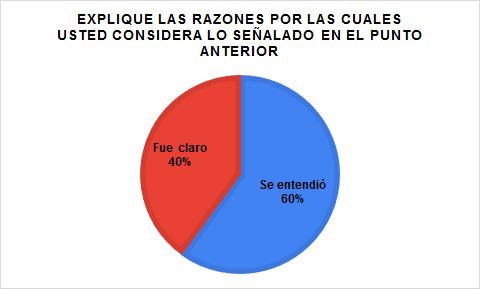 EXPLIQUE LAS RAZONES POR LAS CUALES
USTED CONSIDERA LO SEÑALADO EN EL PUNTO
ANTERIOR
Fue claro
40%
Se entendió
60%